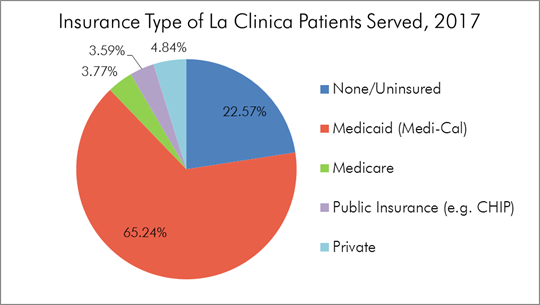 Insurance Type of La Clinica Patients Served, 2017
3.59%
4.84%
3.77%
22.57%
65.24%
None/Uninsured
Medicaid (Medi-Cal)
Medicare
Public Insurance (e.g. CHIP)
Private